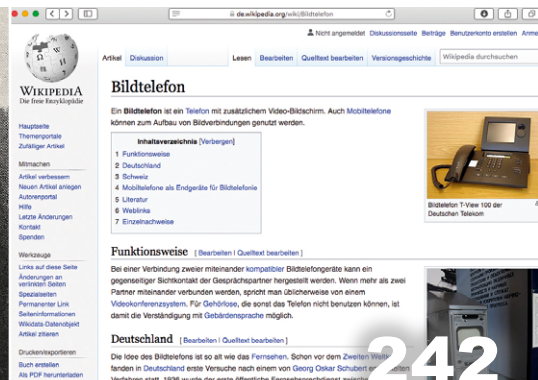 de.wikipedia.org/wiki/Bildtelefon
Nicht angemeldet Diskussionsseite Beiträge Benutzerkonto erstellen
Artikel Diskussion Lesen Bearbeiten Quelltext bearbeiten Versionsgeschichte Wikipedia durchsuchen
WIKIPEDIA
Die freie Enzyklopädie
Hauptseite
Themenportale
Zufälliger Artikel
Mitmachen
Artikel verbessern
Neuen Artikel anlegen
Autorenportal
Hilfe
Letzte Änderungen
Kontakt
Spenden
Werkzeuge
Links auf diese Seite
Änderungen an
verlinkten Seiten
Spezialseiten
Permanenter Link
Seiteninformationen
Wikidata-Datenobjekt
Artikel zitieren
Drucken/exportieren
Buch erstellen
Als PDF herunterladen
Bildtelefon
Ein Bildtelefon ist ein Telefon mit zusätzlichem Video-Bildschirm. Auch Mobiltelefone
können zum Aufbau von Bildverbindungen genutzt werden.
Inhaltsverzeichnis [Verbergen]
1 Funktionsweise
2 Deutschland
3 Schweiz
4 Mobiltelefone als Endgeräte für Bildtelefonie
5 Literatur
6 Weblinks
7 Einzelnachweise
Bildtelefon T-View 100 der
Deutschen Telekom
Funktionsweise [ Bearbeiten | Quelltext bearbeiten ]
Bei einer Verbindung zweier miteinander kompatibler Bildtelefongeräte kann ein
gegenseitiger Sichtkontakt der Gesprächspartner hergestellt werden. Wenn mehr als zwei
Partner miteinander verbunden werden, spricht man üblicherweise von einem
Videokonferenzsystem. Für Gehörlose, die sonst das Telefon nicht benutzen können, ist
damit die Verständigung mit Gebärdensprache möglich.
Deutschland [ Bearbeiten | Quelltext bearbeiten ]
Die Idee des Bildtelefons ist so alt wie das Fernsehen. Schon vor dem Zweiten
fanden in Deutschland erste Versuche nach einem von Georg Oskar Schubert
Verfahren statt. 1936 wurde der erste öffentliche Fernsehsprechdienst
242